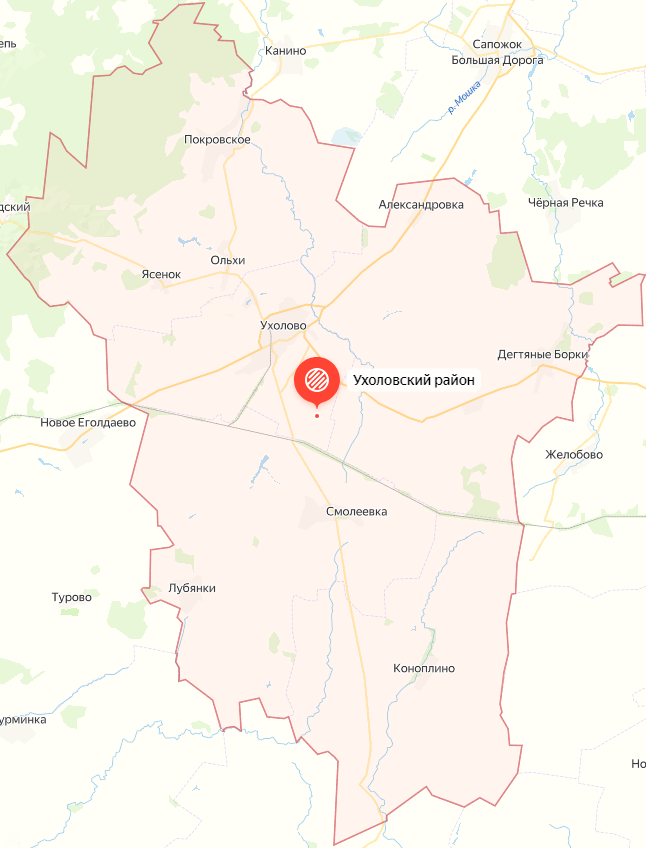 Канино
Сапожок
Большая Дорога
р. Мошка
Покровское
Александровка
Чёрная Речка
Ольхи
Ясенок
Ухолово
Дегтяные Борки
Ухоловский район
Новое Еголдаево
Желобово
Смолеевка
Лубянки
Турово
Коноплино